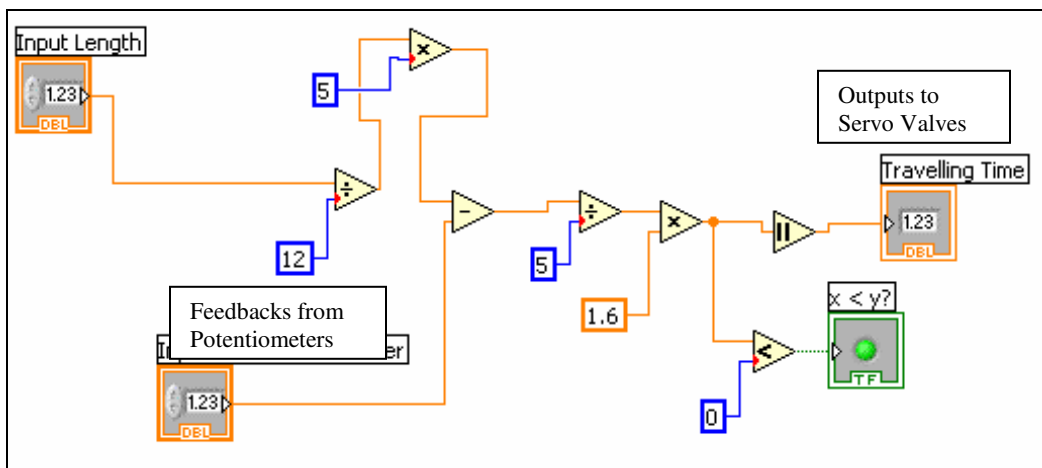 Input Length
1.23
DBL
×
5
÷
12
Outputs to
Servo Valves
Travelling Time
1.23
DBL
-
÷
5
×
1.6
x < y?
<
0
TF
Feedbacks from
Potentiometers
1.23
DBL